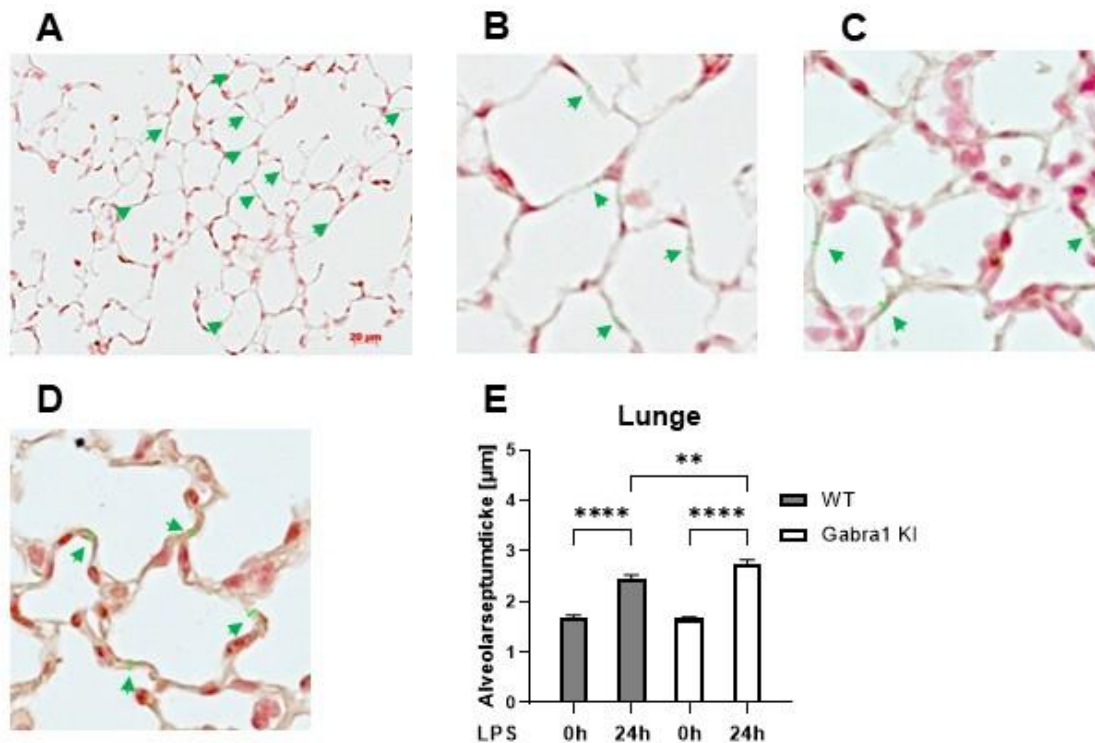 A
B
C
20 µm
D
E
Lunge
Alveolarseptumdicke [µm]
5
4
3
2
1
0
**
****
****
WT
Gabra1 KI
LPS 0h 24h 0h 24h